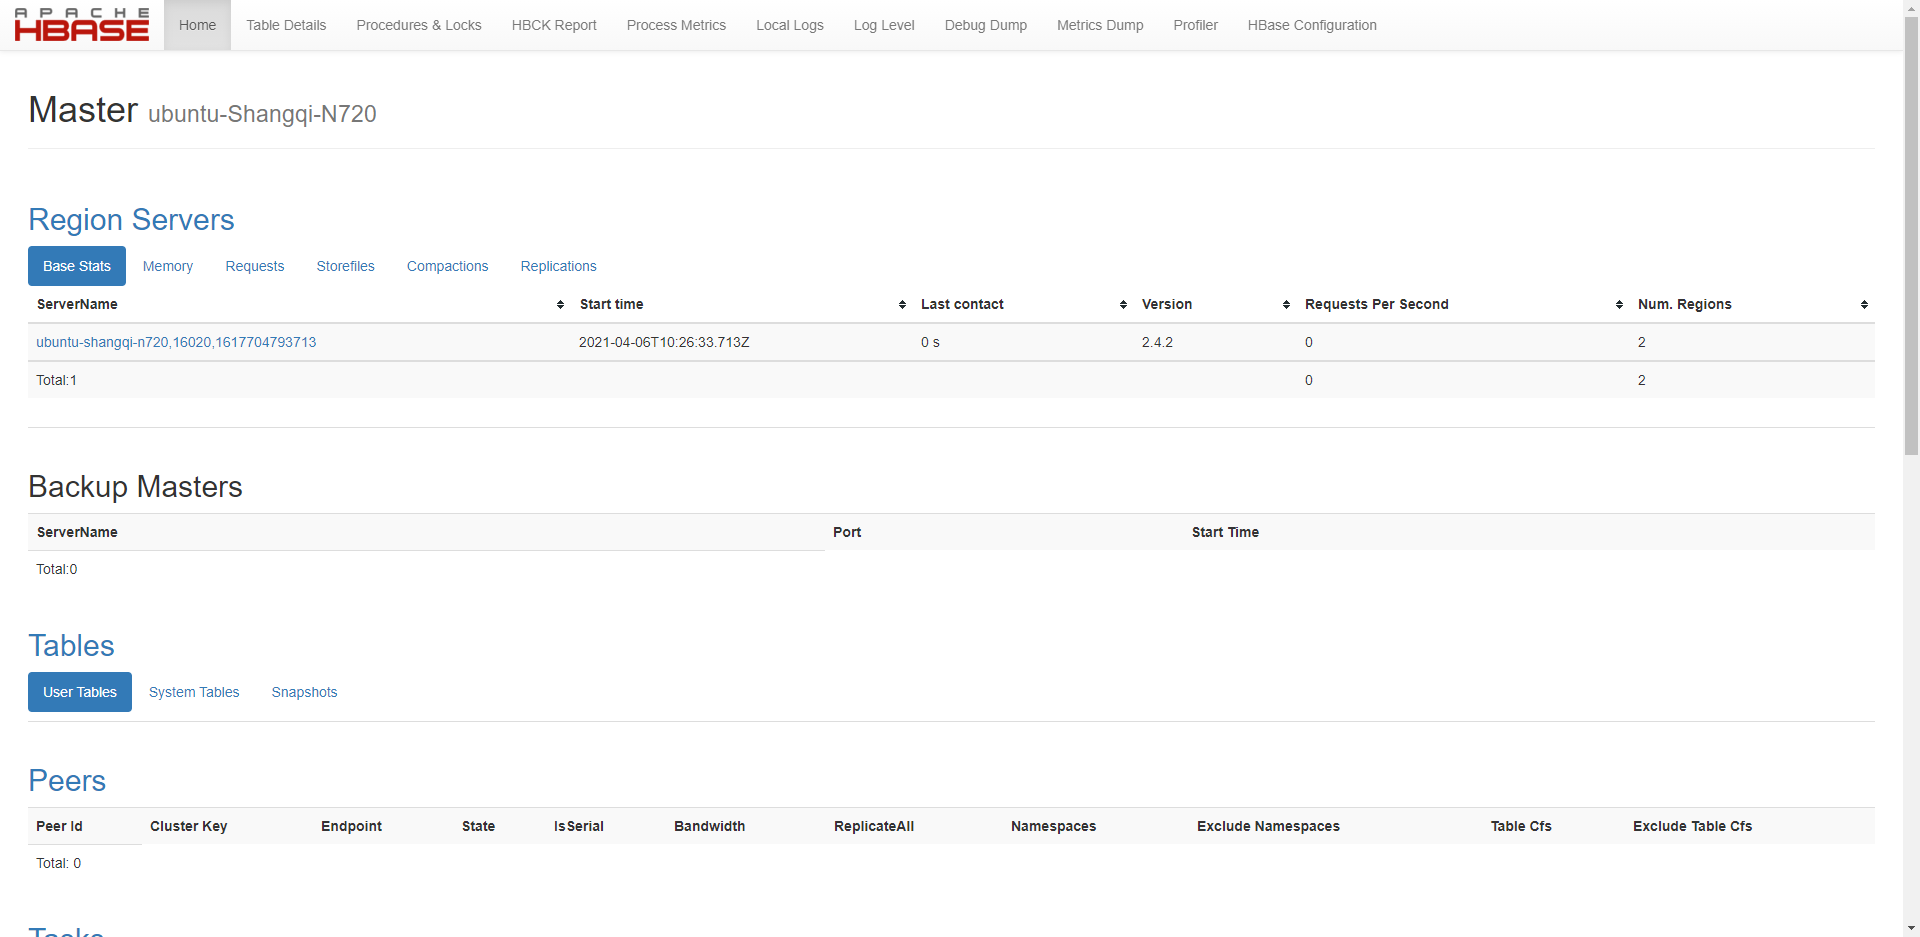 APACHE
HBASE
Home Table Details Procedures & Locks HBCK Report Process Metrics Local Logs Log Level Debug Dump Metrics Dump Profiler HBase Configuration
Master ubuntu-Shangqi-N720
Region Servers
Base Stats Memory Requests Storefiles Compactions Replications
ServerName Start time Last contact Version Requests Per Second Num. Regions
ubuntu-shangqi-n720,16020,1617704793713 2021-04-06T10:26:33.713Z 0 s 2.4.2 0 2
Total:1 0 2
Backup Masters
ServerName Port Start Time
Total:0
Tables
User Tables System Tables Snapshots
Peers
Peer Id Cluster Key Endpoint State IsSerial Bandwidth ReplicateAll Namespaces Exclude Namespaces Table Cfs Exclude Table Cfs
Total: 0
Tasks